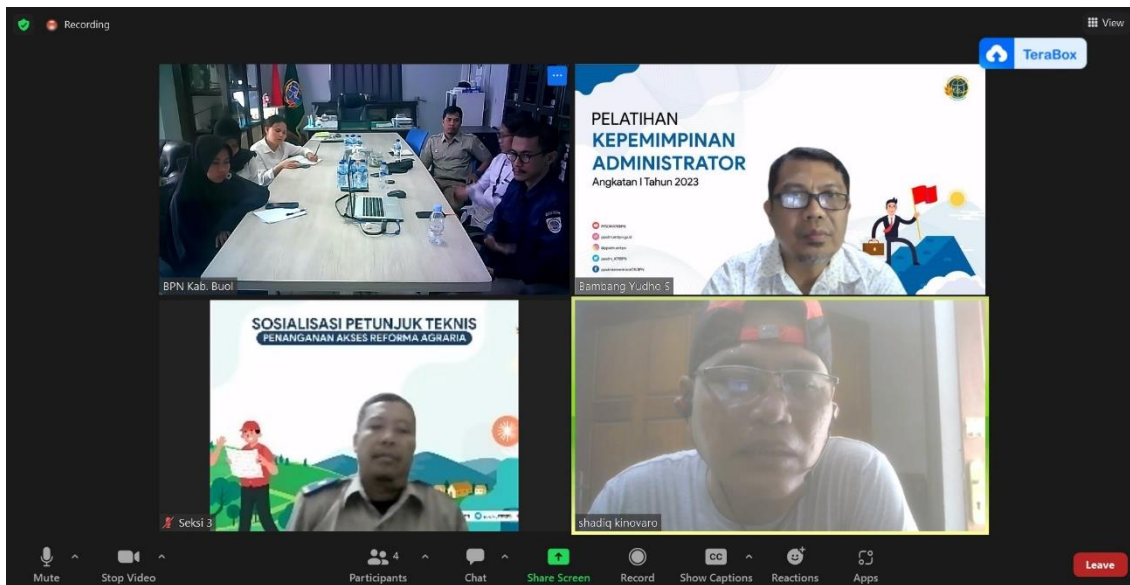 Recording
View
TeraBox
BPN Kab. Buol
PELATIHAN
KEPEMIMPINAN
ADMINISTRATOR
Angkatan I Tahun 2023
Bambang Yudho S
SOSIALISASI PETUNJUK TEKNIS
PENANGANAN AKSES REFORMA AGRARIA
Seksi 3
shadiq kinovaro
Mute
Stop Video
4
Participants
Chat
Share Screen
Record
CC
Show Captions
Reactions
Apps
Leave